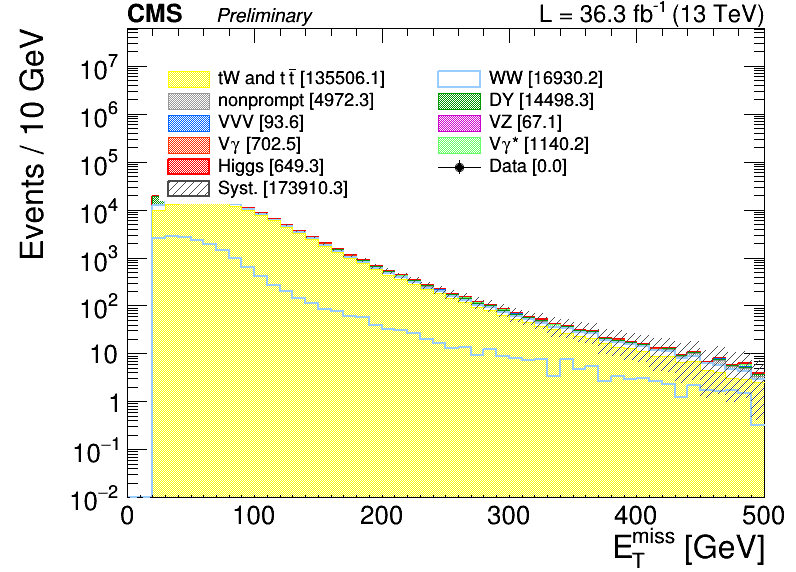 CMS Preliminary L = 36.3 fb⁻¹ (13 TeV)
Events / 10 GeV
10⁷
10⁶
10⁵
10⁴
10³
10²
10
1
10⁻¹
10⁻²
tW and t t̅ [135506.1]
nonprompt [4972.3]
VVV [93.6]
Vγ [702.5]
Higgs [649.3]
Syst. [173910.3]
WW [16930.2]
DY [14498.3]
VZ [67.1]
Vγ* [1140.2]
Data [0.0]
0 100 200 300 400 500
E_T^miss [GeV]